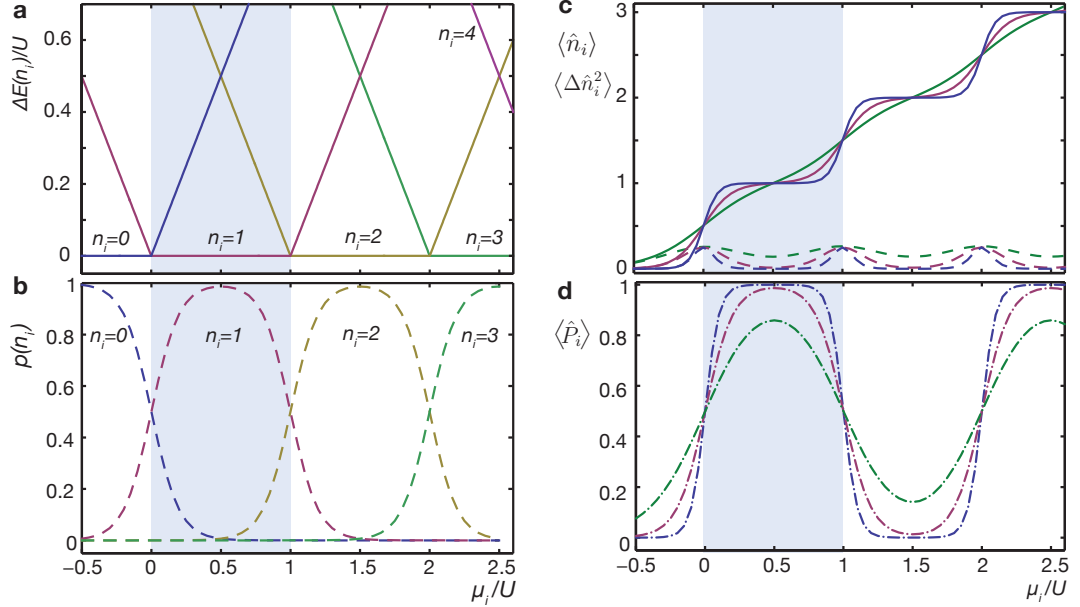 a
ΔE(n_i)/U
0.6
0.4
0.2
0
n_i=4
n_i=0
n_i=1
n_i=2
n_i=3
b
p(n_i)
1
0.8
0.6
0.4
0.2
0
n_i=0
n_i=1
n_i=2
n_i=3
−0.5 0 0.5 1 1.5 2 2.5
μ_i/U
c
⟨n̂_i⟩
⟨Δn̂_i^2⟩
3
2
1
0
d
⟨P̂_i⟩
1
0.8
0.6
0.4
0.2
0
−0.5 0 0.5 1 1.5 2 2.5
μ_i/U